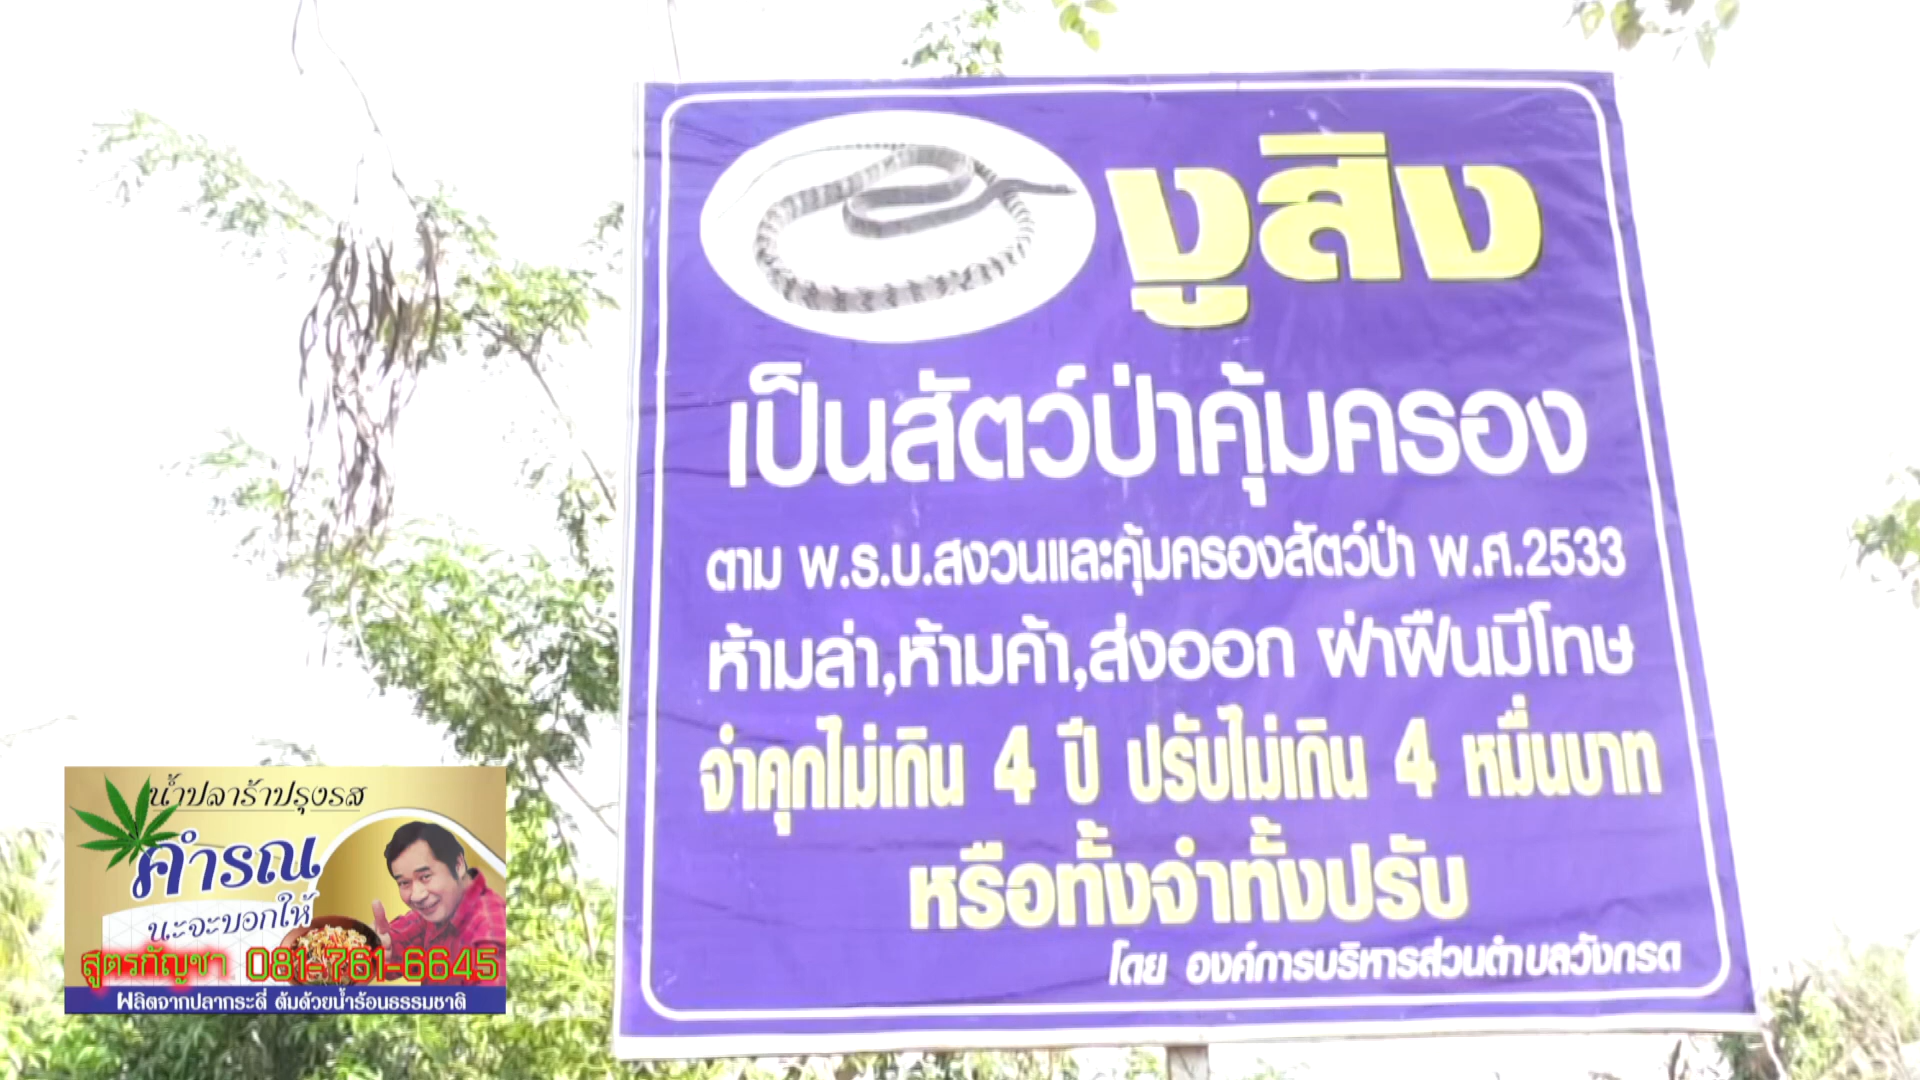 งูสิง
เป็นสัตว์ป่าคุ้มครอง
ตาม พ.ร.บ.สงวนและคุ้มครองสัตว์ป่า พ.ศ.2533
ห้ามล่า,ห้ามค้า,ส่งออก ฝ่าฝืนมีโทษ
จำคุกไม่เกิน 4 ปี ปรับไม่เกิน 4 หมื่นบาท
หรือทั้งจำทั้งปรับ
โดย องค์การบริหารส่วนตำบลวังกรด
น้ำปลาร้าปรุงรส
คำรณ
นะจะบอกให้
สูตรกัญชา 081-761-6645
ผลิตจากปลากระดี่ ต้มด้วยน้ำร้อนธรรมชาติ